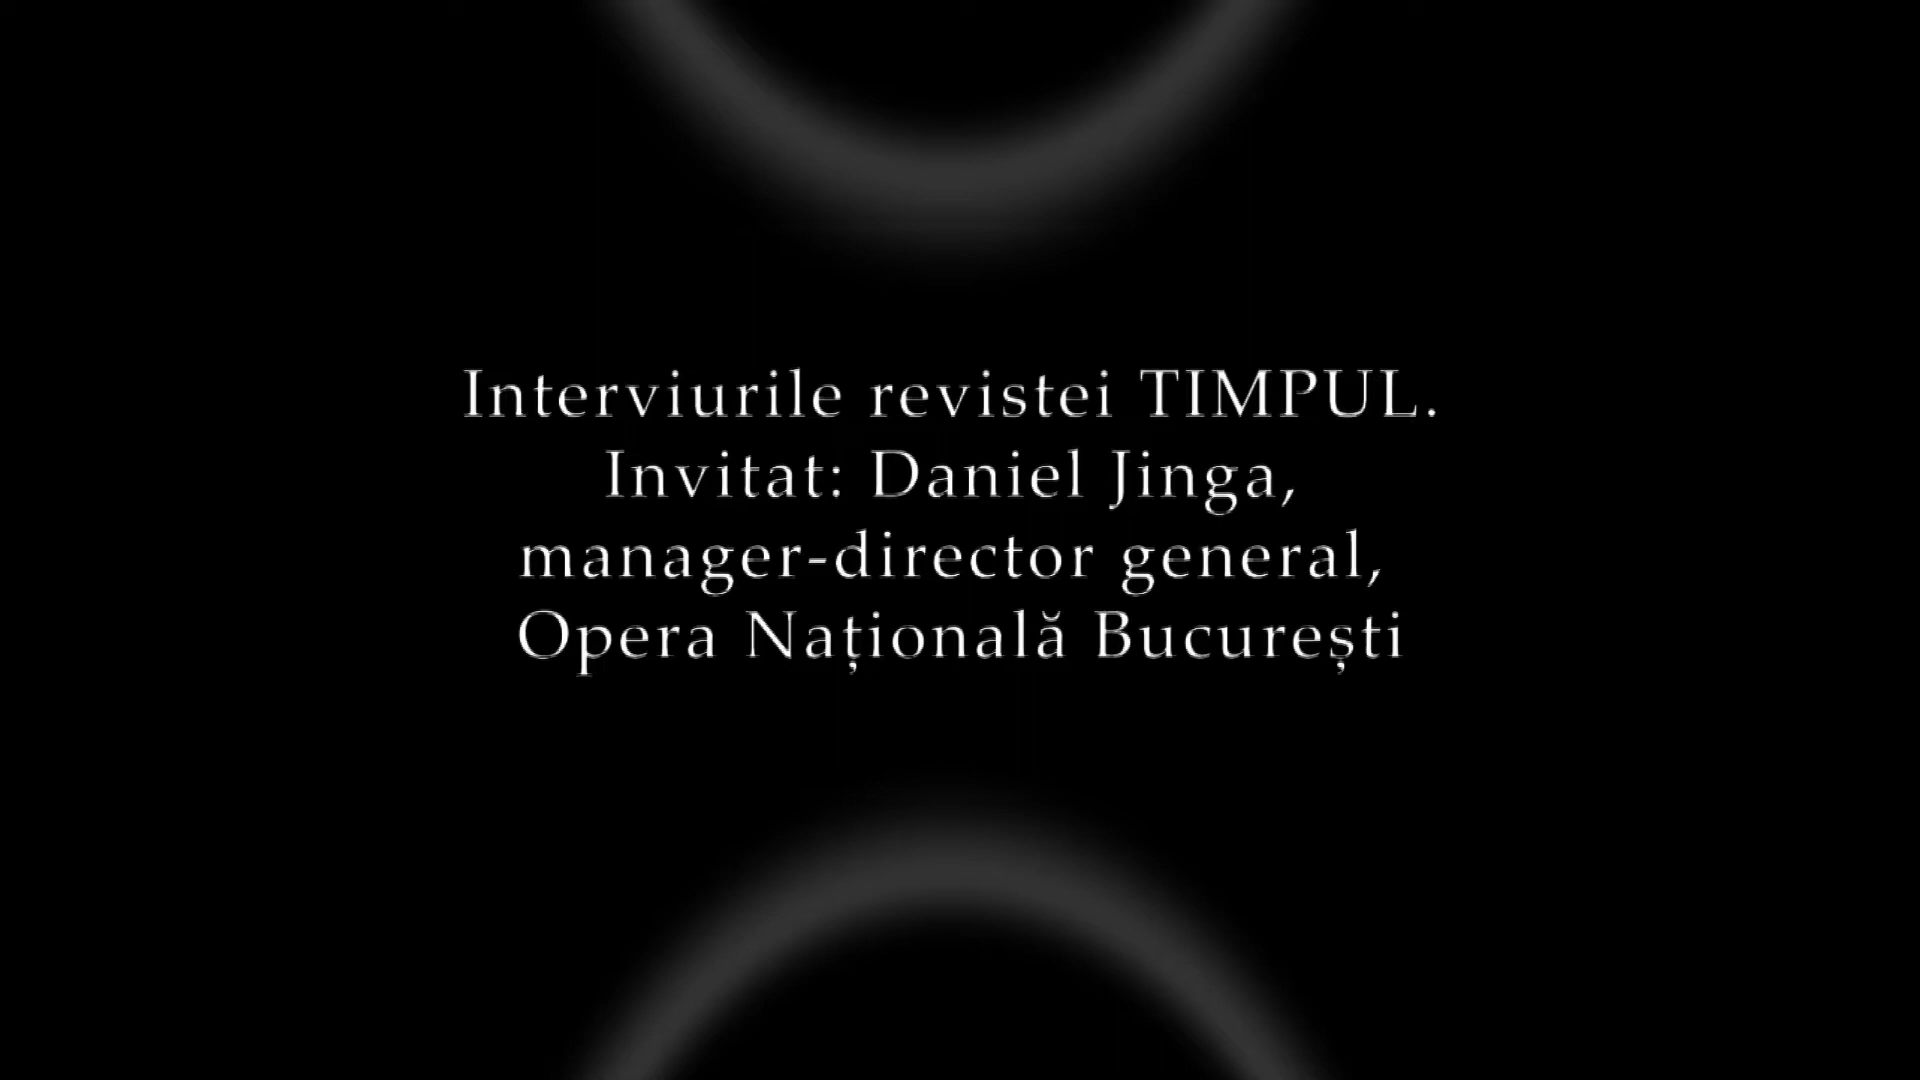 Interviurile revistei TIMPUL.
Invitat: Daniel Jinga,
manager-director general,
Opera Națională București